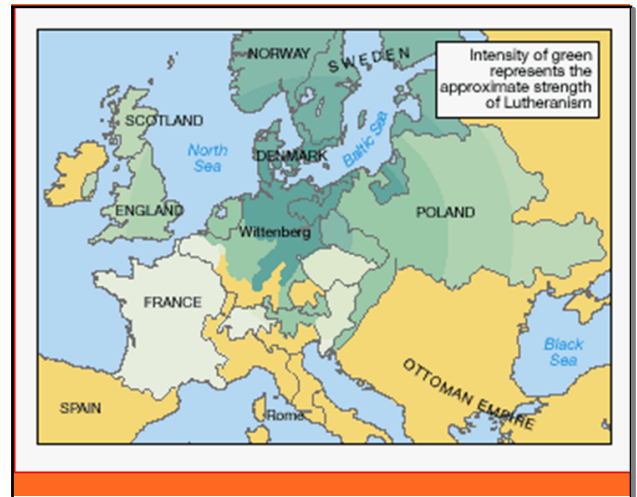 NORWAY
SWEDEN
Intensity of green
represents the
approximate strength
of Lutheranism
SCOTLAND
North
Sea
DENMARK
Baltic Sea
ENGLAND
Wittenberg
POLAND
FRANCE
Black
Sea
OTTOMAN EMPIRE
SPAIN
Rome